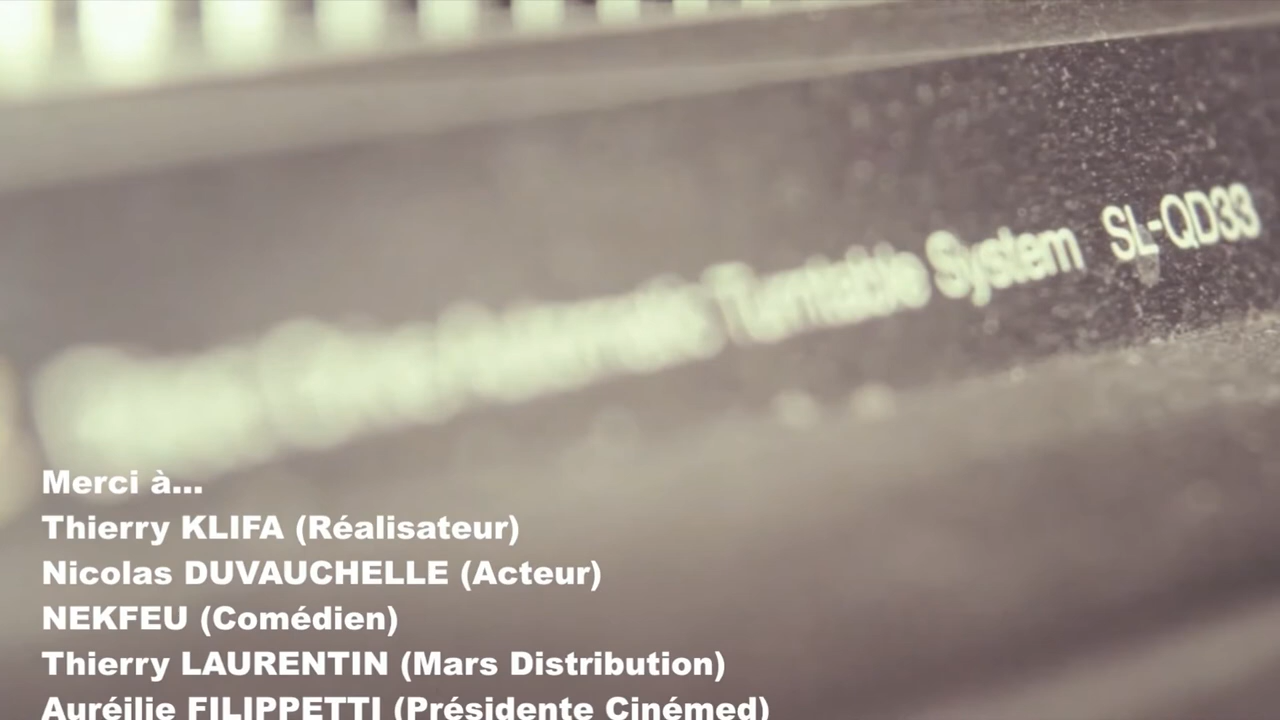 Turntable System SL-QD33
Merci à...
Thierry KLIFA (Réalisateur)
Nicolas DUVAUCHELLE (Acteur)
NEKFEU (Comédien)
Thierry LAURENTIN (Mars Distribution)
Auréilie FILIPPETTI (Présidente Cinémed)